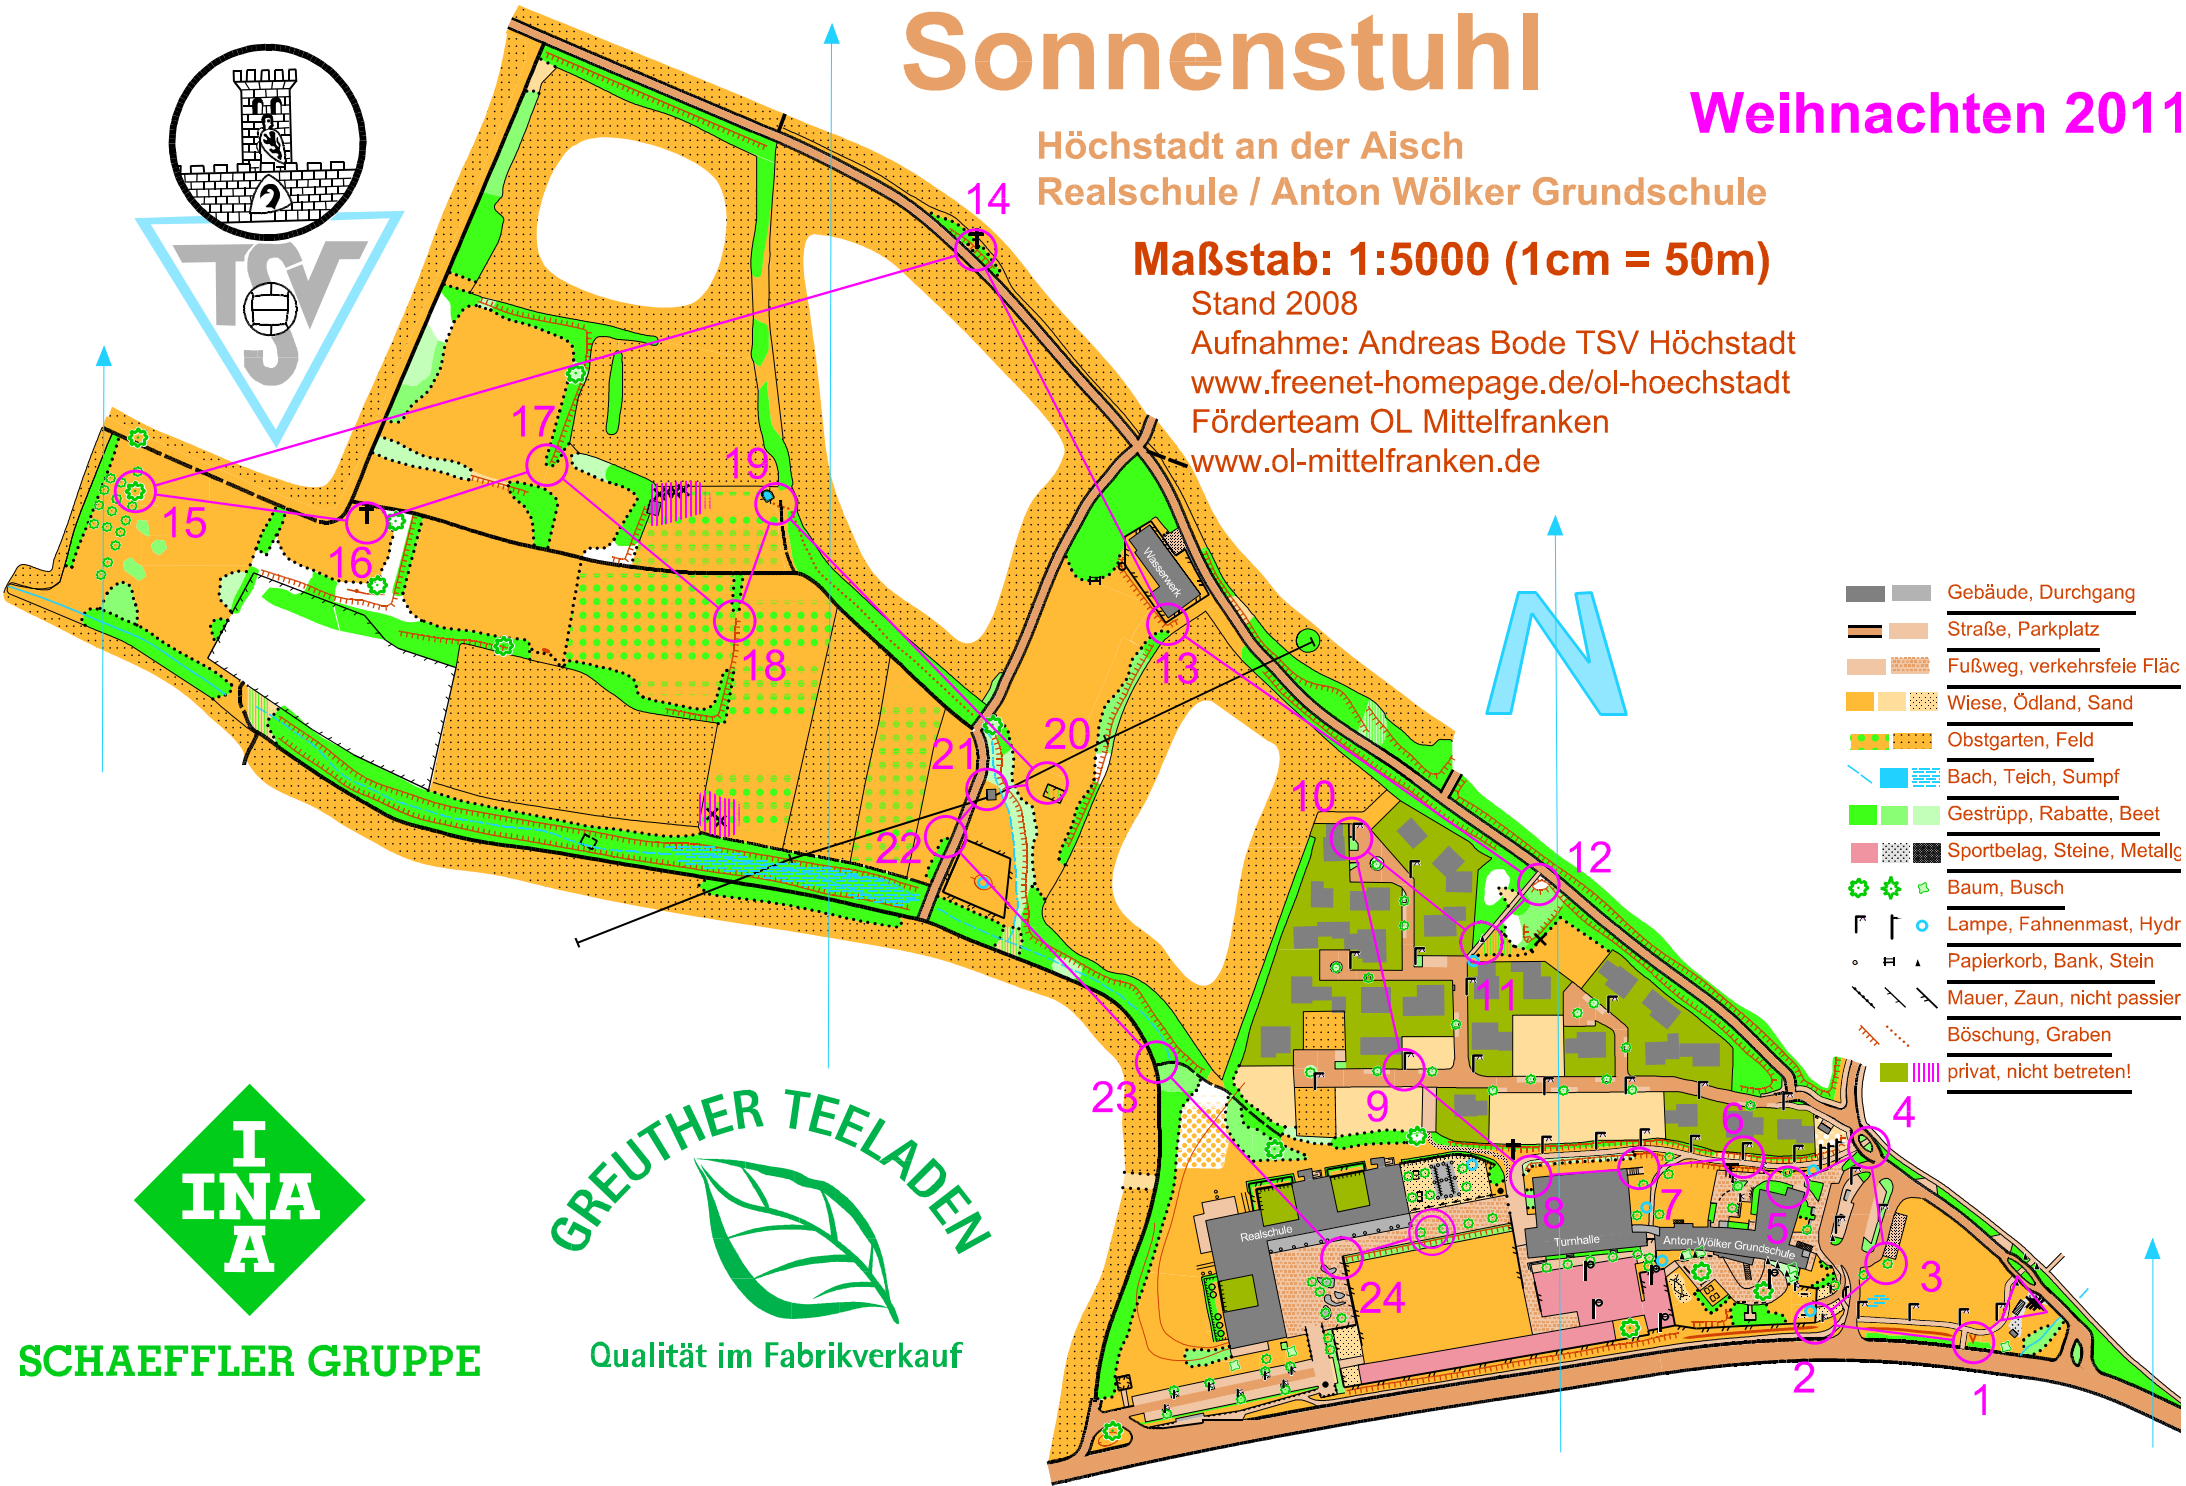 Sonnenstuhl
Weihnachten 2011
Höchstadt an der Aisch
Realschule / Anton Wölker Grundschule
Maßstab: 1:5000 (1cm = 50m)
Stand 2008
Aufnahme: Andreas Bode TSV Höchstadt
www.freenet-homepage.de/ol-hoechstadt
Förderteam OL Mittelfranken
www.ol-mittelfranken.de
TSV
14
17
19
15
16
18
Wasserwerk
13
20
21
22
10
12
11
23
9
6
4
8
7
5
24
3
2
1
Realschule
Turnhalle
Anton-Wölker Grundschule
N
Gebäude, Durchgang
Straße, Parkplatz
Fußweg, verkehrsfeie Fläc
Wiese, Ödland, Sand
Obstgarten, Feld
Bach, Teich, Sumpf
Gestrüpp, Rabatte, Beet
Sportbelag, Steine, Metallg
Baum, Busch
Lampe, Fahnenmast, Hydr
Papierkorb, Bank, Stein
Mauer, Zaun, nicht passier
Böschung, Graben
privat, nicht betreten!
I
INA
A
SCHAEFFLER GRUPPE
GREUTHER TEELADEN
Qualität im Fabrikverkauf